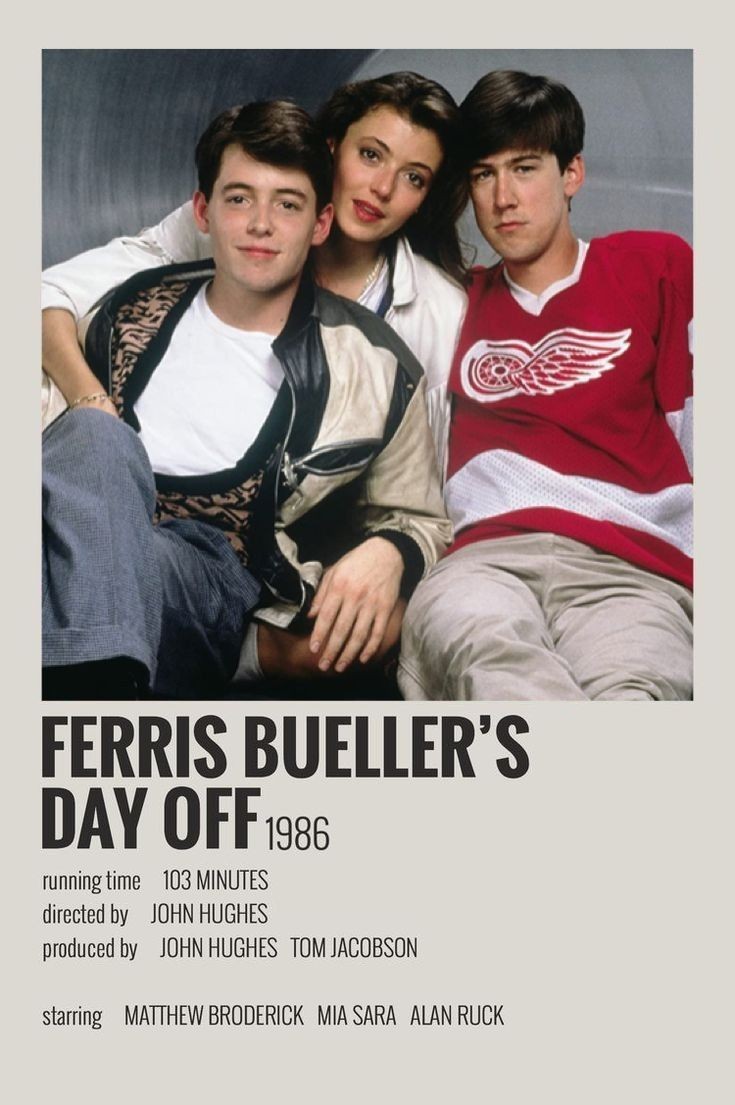 FERRIS BUELLER’S
DAY OFF 1986
running time 103 MINUTES
directed by JOHN HUGHES
produced by JOHN HUGHES TOM JACOBSON
starring MATTHEW BRODERICK MIA SARA ALAN RUCK